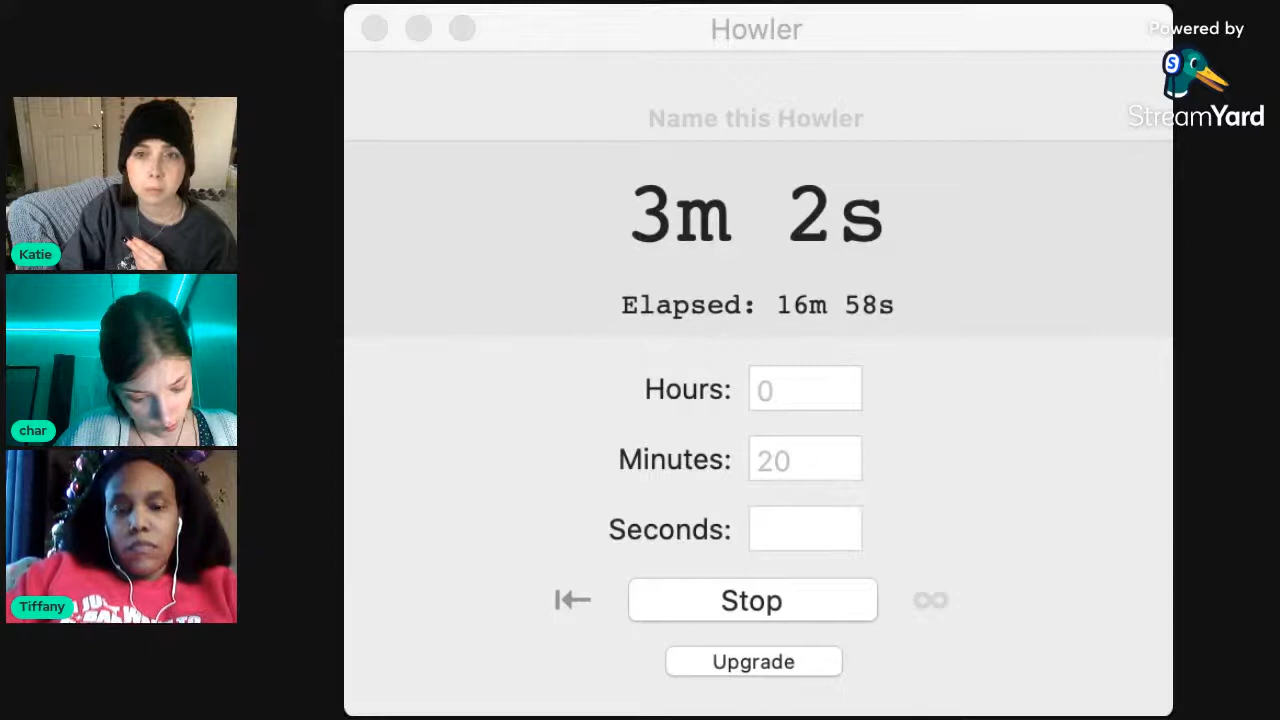 Howler
Powered by
StreamYard
Name this Howler
3m 2s
Elapsed: 16m 58s
Hours: 0
Minutes: 20
Seconds:
Stop
Upgrade
Katie
char
Tiffany